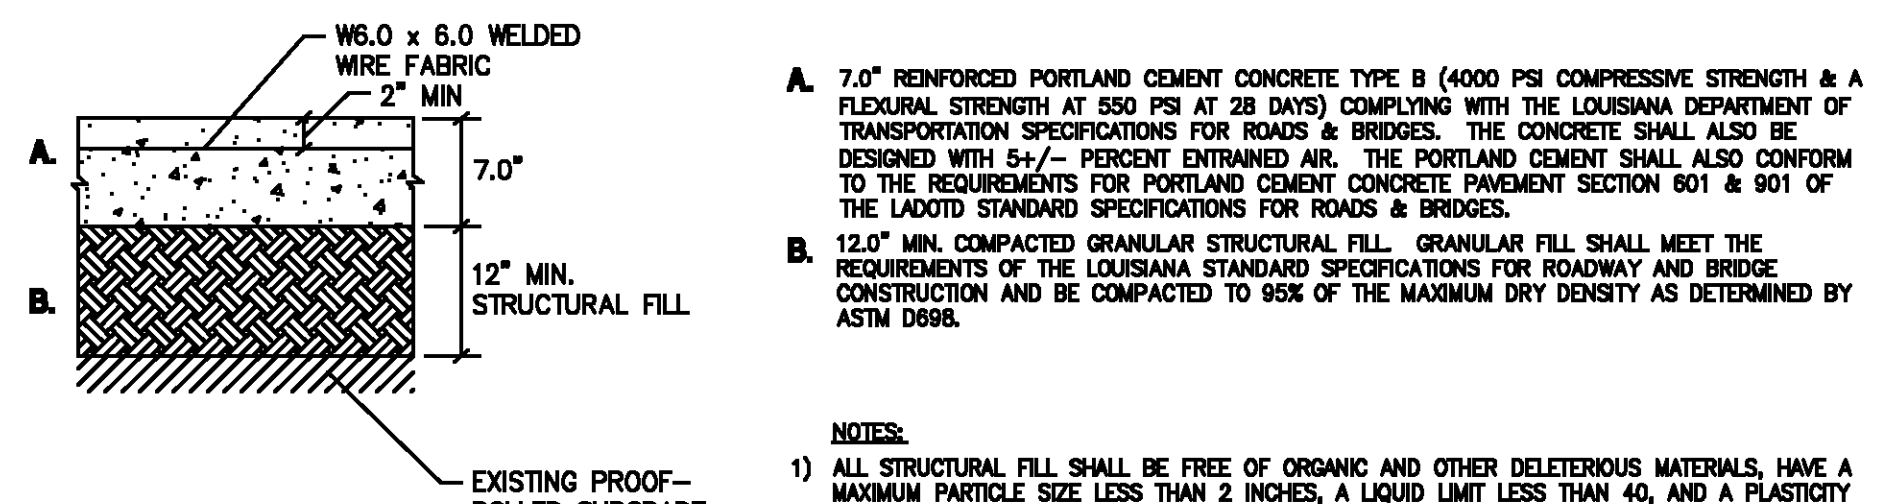 W6.0 x 6.0 WELDED
WIRE FABRIC
2" MIN
A.
7.0"
B.
12" MIN.
STRUCTURAL FILL
EXISTING PROOF-
ROLLED SUBGRADE
A. 7.0" REINFORCED PORTLAND CEMENT CONCRETE TYPE B (4000 PSI COMPRESSIVE STRENGTH & A
FLEXURAL STRENGTH AT 550 PSI AT 28 DAYS) COMPLYING WITH THE LOUISIANA DEPARTMENT OF
TRANSPORTATION SPECIFICATIONS FOR ROADS & BRIDGES. THE CONCRETE SHALL ALSO BE
DESIGNED WITH 5+/- PERCENT ENTRAINED AIR. THE PORTLAND CEMENT SHALL ALSO CONFORM
TO THE REQUIREMENTS FOR PORTLAND CEMENT CONCRETE PAVEMENT SECTION 601 & 901 OF
THE LADOTD STANDARD SPECIFICATIONS FOR ROADS & BRIDGES.
B. 12.0" MIN. COMPACTED GRANULAR STRUCTURAL FILL. GRANULAR FILL SHALL MEET THE
REQUIREMENTS OF THE LOUISIANA STANDARD SPECIFICATIONS FOR ROADWAY AND BRIDGE
CONSTRUCTION AND BE COMPACTED TO 95% OF THE MAXIMUM DRY DENSITY AS DETERMINED BY
ASTM D698.
NOTES:
1) ALL STRUCTURAL FILL SHALL BE FREE OF ORGANIC AND OTHER DELETERIOUS MATERIALS, HAVE A
MAXIMUM PARTICLE SIZE LESS THAN 2 INCHES, A LIQUID LIMIT LESS THAN 40, AND A PLASTICITY